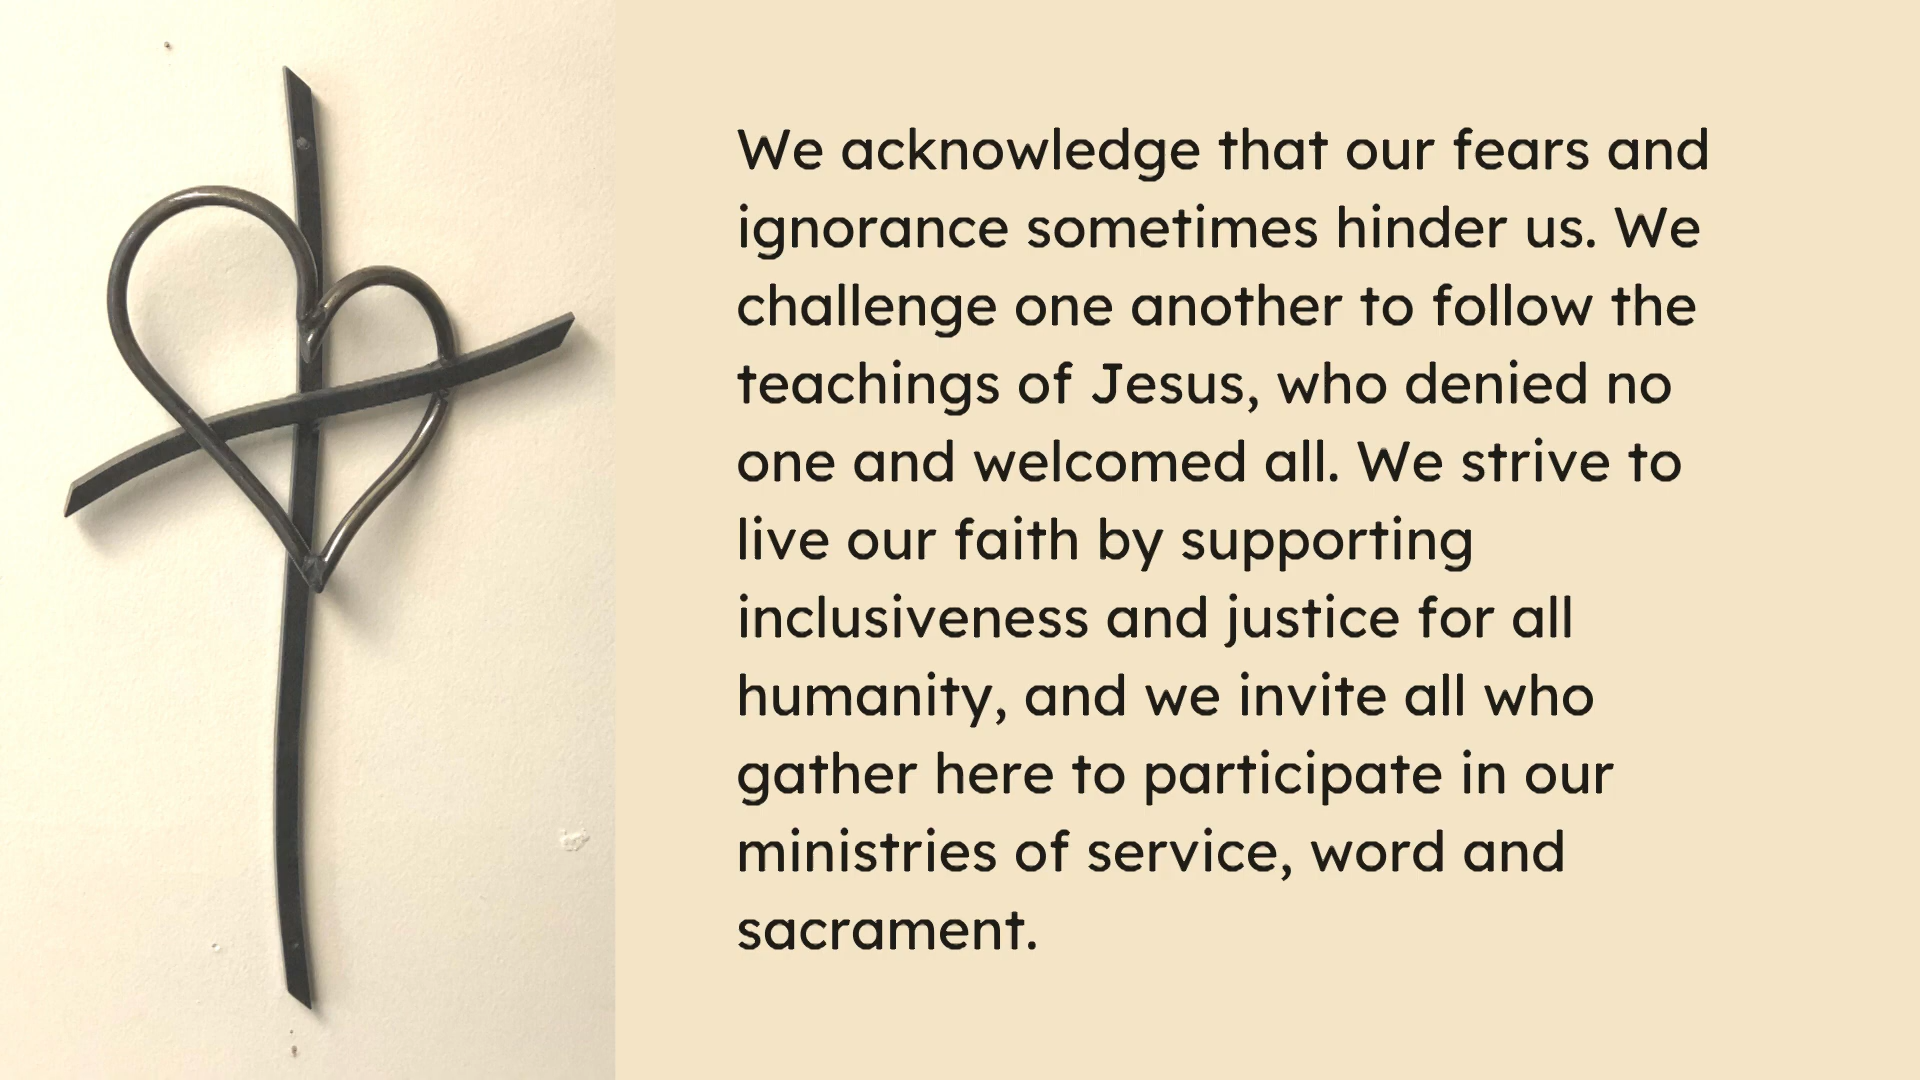 We acknowledge that our fears and
ignorance sometimes hinder us. We
challenge one another to follow the
teachings of Jesus, who denied no
one and welcomed all. We strive to
live our faith by supporting
inclusiveness and justice for all
humanity, and we invite all who
gather here to participate in our
ministries of service, word and
sacrament.